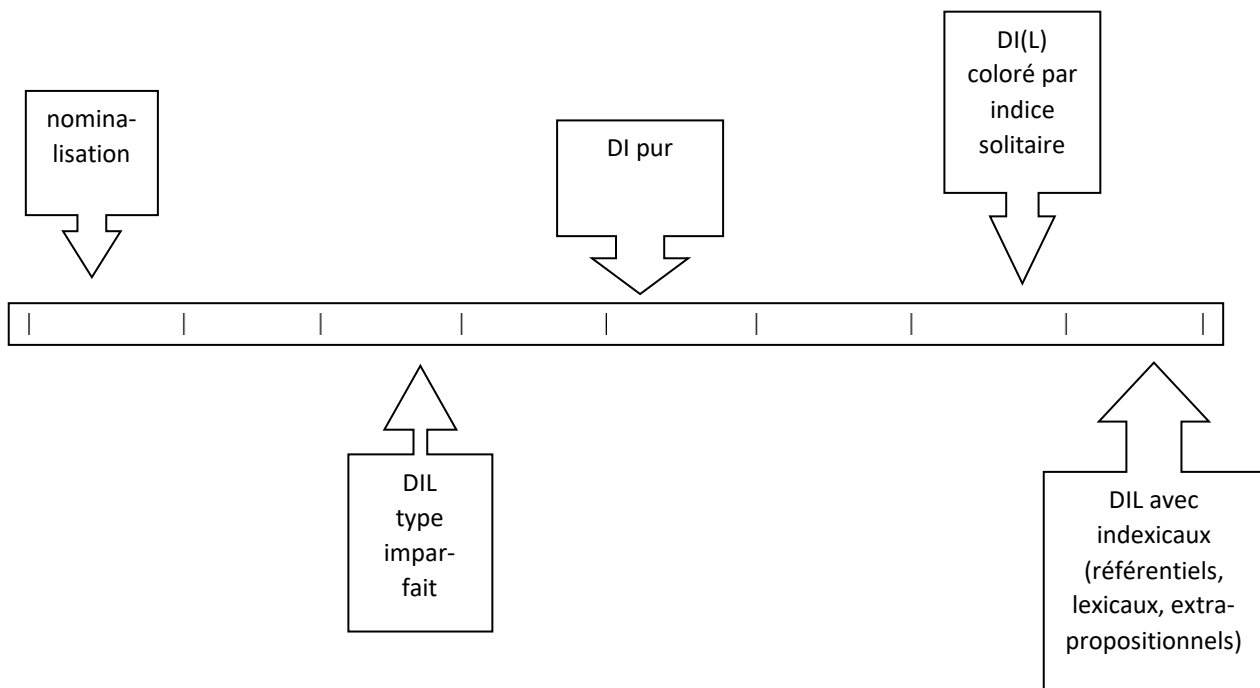 nomina-
lisation
DI pur
DI(L)
coloré par
indice
solitaire
DIL
type
impar-
fait
DIL avec
indexicaux
(référentiels,
lexicaux, extra-
propositionnels)